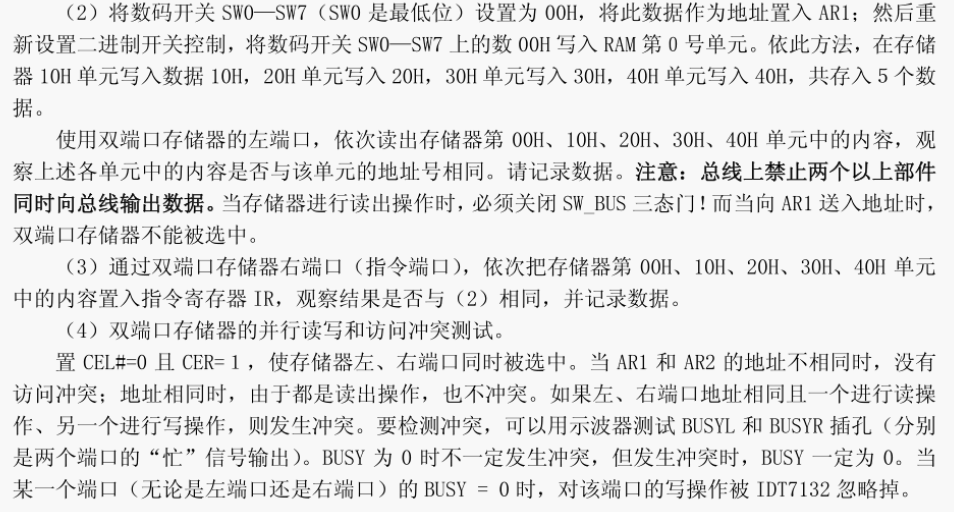 （2）将数码开关 SW0—SW7（SW0 是最低位）设置为 00H，将此数据作为地址置入 AR1；然后重
新设置二进制开关控制，将数码开关 SW0—SW7 上的数 00H 写入 RAM 第 0 号单元。依此方法，在存储
器 10H 单元写入数据 10H，20H 单元写入 20H，30H 单元写入 30H，40H 单元写入 40H，共存入 5 个数
据。
使用双端口存储器的左端口，依次读出存储器第 00H、10H、20H、30H、40H 单元中的内容，观
察上述各单元中的内容是否与该单元的地址号相同。请记录数据。注意：总线上禁止两个以上部件
同时向总线输出数据。当存储器进行读出操作时，必须关闭 SW_BUS 三态门！而当向 AR1 送入地址时，
双端口存储器不能被选中。
（3）通过双端口存储器右端口（指令端口），依次把存储器第 00H、10H、20H、30H、40H 单元
中的内容置入指令寄存器 IR，观察结果是否与（2）相同，并记录数据。
（4）双端口存储器的并行读写和访问冲突测试。
置 CEL#=0 且 CER=１，使存储器左、右端口同时被选中。当 AR1 和 AR2 的地址不相同时，没有
访问冲突；地址相同时，由于都是读出操作，也不冲突。如果左、右端口地址相同且一个进行读操
作、另一个进行写操作，则发生冲突。要检测冲突，可以用示波器测试 BUSYL 和 BUSYR 插孔（分别
是两个端口的“忙”信号输出）。BUSY 为 0 时不一定发生冲突，但发生冲突时，BUSY 一定为 0。当
某一个端口（无论是左端口还是右端口）的 BUSY = 0 时，对该端口的写操作被 IDT7132 忽略掉。